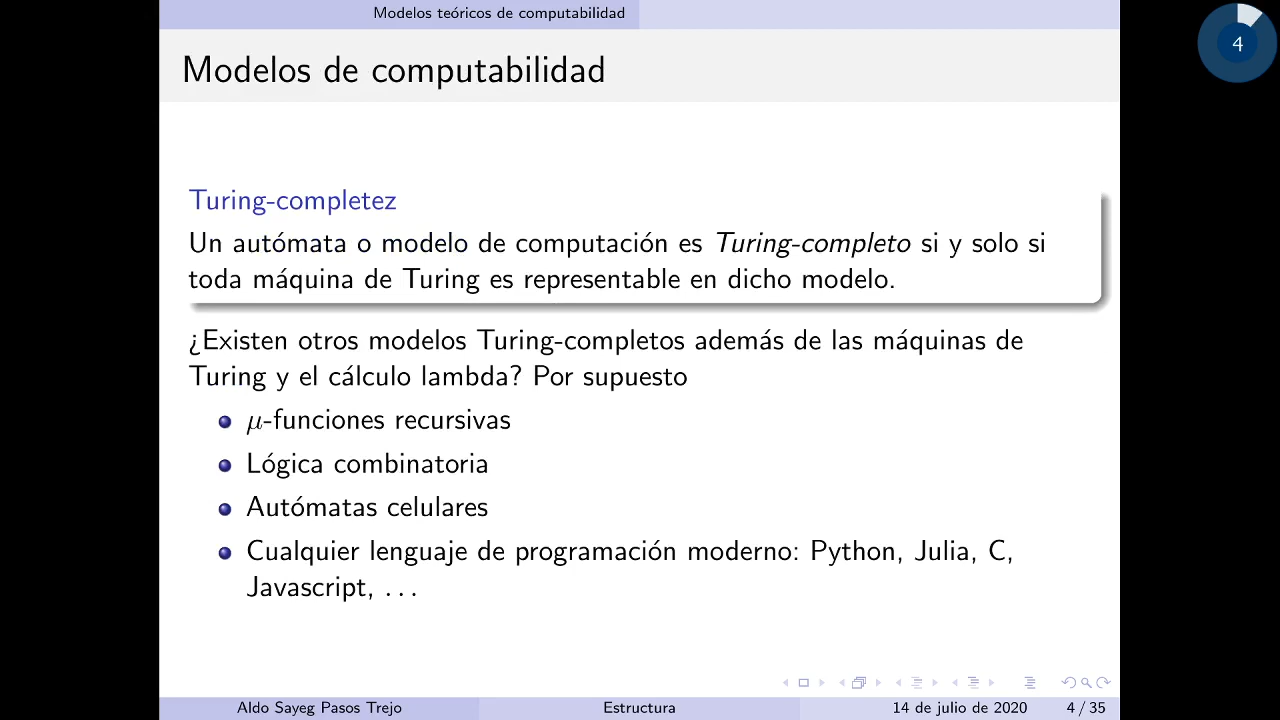 Modelos teóricos de computabilidad
4
Modelos de computabilidad
Turing-completez
Un autómata o modelo de computación es Turing-completo si y solo si
toda máquina de Turing es representable en dicho modelo.
¿Existen otros modelos Turing-completos además de las máquinas de
Turing y el cálculo lambda? Por supuesto
μ-funciones recursivas
Lógica combinatoria
Autómatas celulares
Cualquier lenguaje de programación moderno: Python, Julia, C,
Javascript, ...
Aldo Sayeg Pasos Trejo
Estructura
14 de julio de 2020
4 / 35